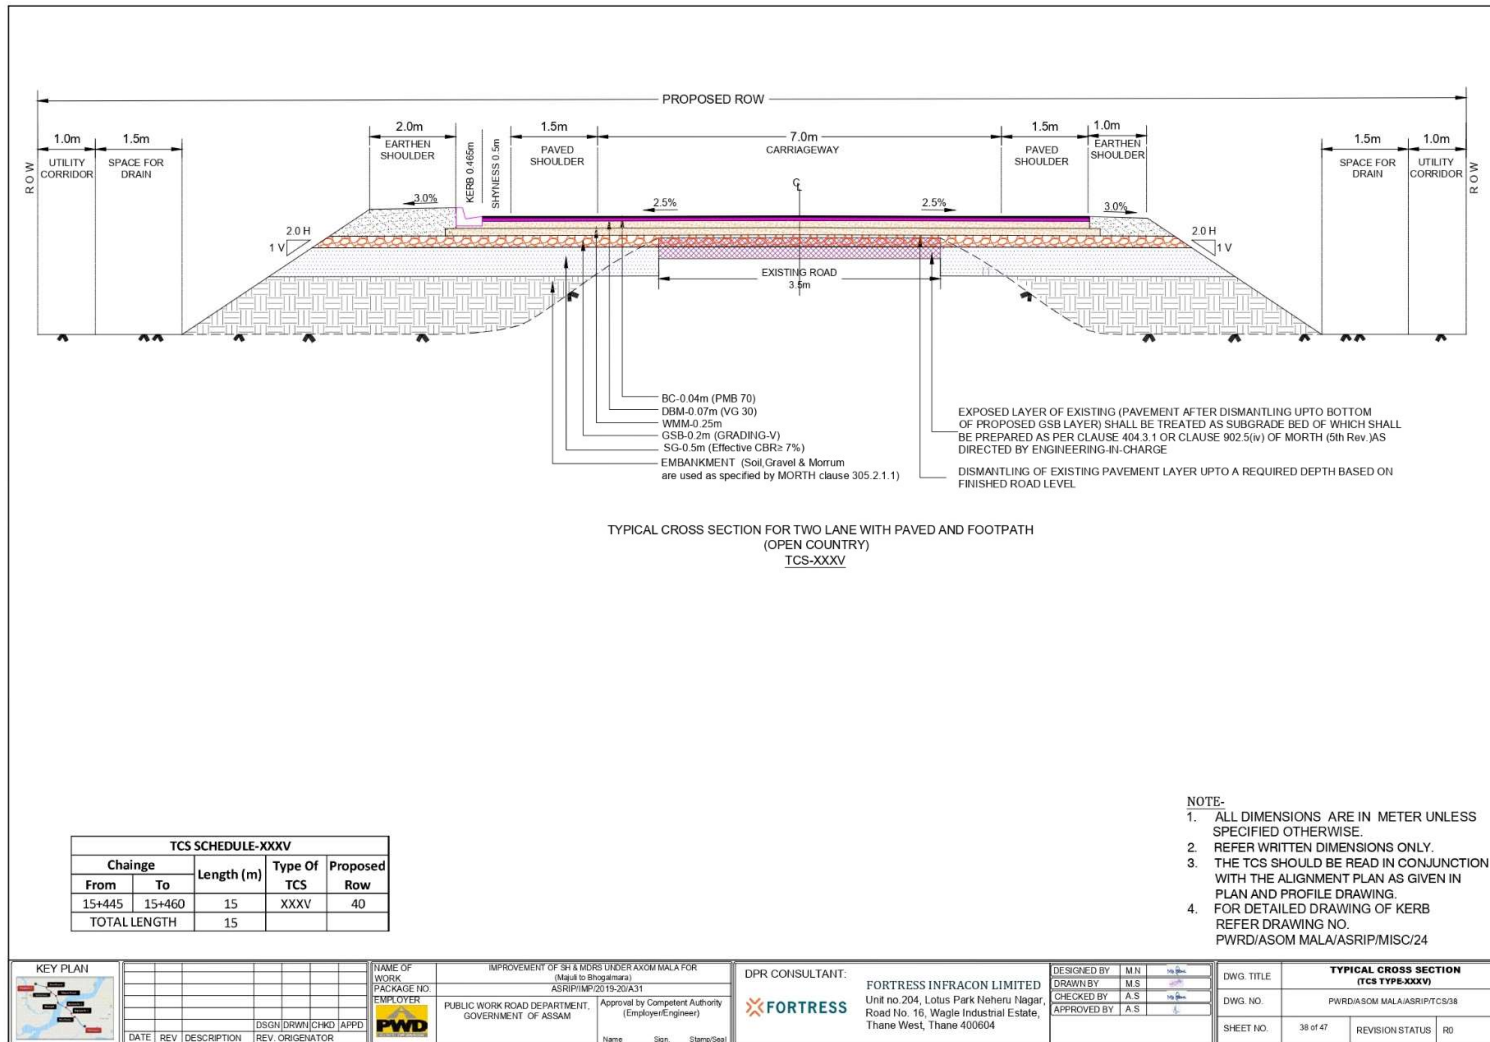 PROPOSED ROW
1.0m
1.5m
2.0m
1.5m
7.0m
1.5m
1.0m
1.5m
1.0m
ROW
UTILITY
CORRIDOR
SPACE FOR
DRAIN
EARTHEN
SHOULDER
KERB 0.465m
SHYNESS 0.5m
PAVED
SHOULDER
CARRIAGEWAY
PAVED
SHOULDER
EARTHEN
SHOULDER
SPACE FOR
DRAIN
UTILITY
CORRIDOR
ROW
3.0%
2.5%
2.5%
3.0%
2.0 H
1 V
2.0 H
1 V
EXISTING ROAD
3.5m
BC-0.04m (PMB 70)
DBM-0.07m (VG 30)
WMM-0.25m
GSB-0.2m (GRADING-V)
SG-0.5m (Effective CBR≥ 7%)
EMBANKMENT (Soil,Gravel & Morrum
are used as specified by MORTH clause 305.2.1.1)
EXPOSED LAYER OF EXISTING (PAVEMENT AFTER DISMANTLING UPTO BOTTOM
OF PROPOSED GSB LAYER) SHALL BE TREATED AS SUBGRADE BED OF WHICH SHALL
BE PREPARED AS PER CLAUSE 404.3.1 OR CLAUSE 902.5(iv) OF MORTH (5th Rev.)AS
DIRECTED BY ENGINEERING-IN-CHARGE
DISMANTLING OF EXISTING PAVEMENT LAYER UPTO A REQUIRED DEPTH BASED ON
FINISHED ROAD LEVEL
TYPICAL CROSS SECTION FOR TWO LANE WITH PAVED AND FOOTPATH
(OPEN COUNTRY)
TCS-XXXV
NOTE-
1. ALL DIMENSIONS ARE IN METER UNLESS
SPECIFIED OTHERWISE.
2. REFER WRITTEN DIMENSIONS ONLY.
3. THE TCS SHOULD BE READ IN CONJUNCTION
WITH THE ALIGNMENT PLAN AS GIVEN IN
PLAN AND PROFILE DRAWING.
4. FOR DETAILED DRAWING OF KERB
REFER DRAWING NO.
PWRD/ASOM MALA/ASRIP/MISC/24
TCS SCHEDULE-XXXV
Chainge Length (m) Type Of TCS Proposed Row
From To
15+445 15+460 15 XXXV 40
TOTAL LENGTH 15
KEY PLAN
DSGN DRWN CHKD APPD
DATE REV DESCRIPTION REV. ORIGENATOR
NAME OF WORK
IMPROVEMENT OF SH & MDRS UNDER AXOM MALA FOR
(Majuli to Bhogalmara)
PACKAGE NO. ASRIP/IMP/2019-20/A31
EMPLOYER
PWD
PUBLIC WORK ROAD DEPARTMENT,
GOVERNMENT OF ASSAM
Approval by Competent Authority
(Employer/Engineer)
Name Sign. Stamp/Seal
DPR CONSULTANT:
FORTRESS
FORTRESS INFRACON LIMITED
Unit no.204, Lotus Park Neheru Nagar,
Road No. 16, Wagle Industrial Estate,
Thane West, Thane 400604
DESIGNED BY M.N
DRAWN BY M.S
CHECKED BY A.S
APPROVED BY A.S
DWG. TITLE TYPICAL CROSS SECTION
(TCS TYPE-XXXV)
DWG. NO. PWRD/ASOM MALA/ASRIP/TCS/38
SHEET NO. 38 of 47 REVISION STATUS R0